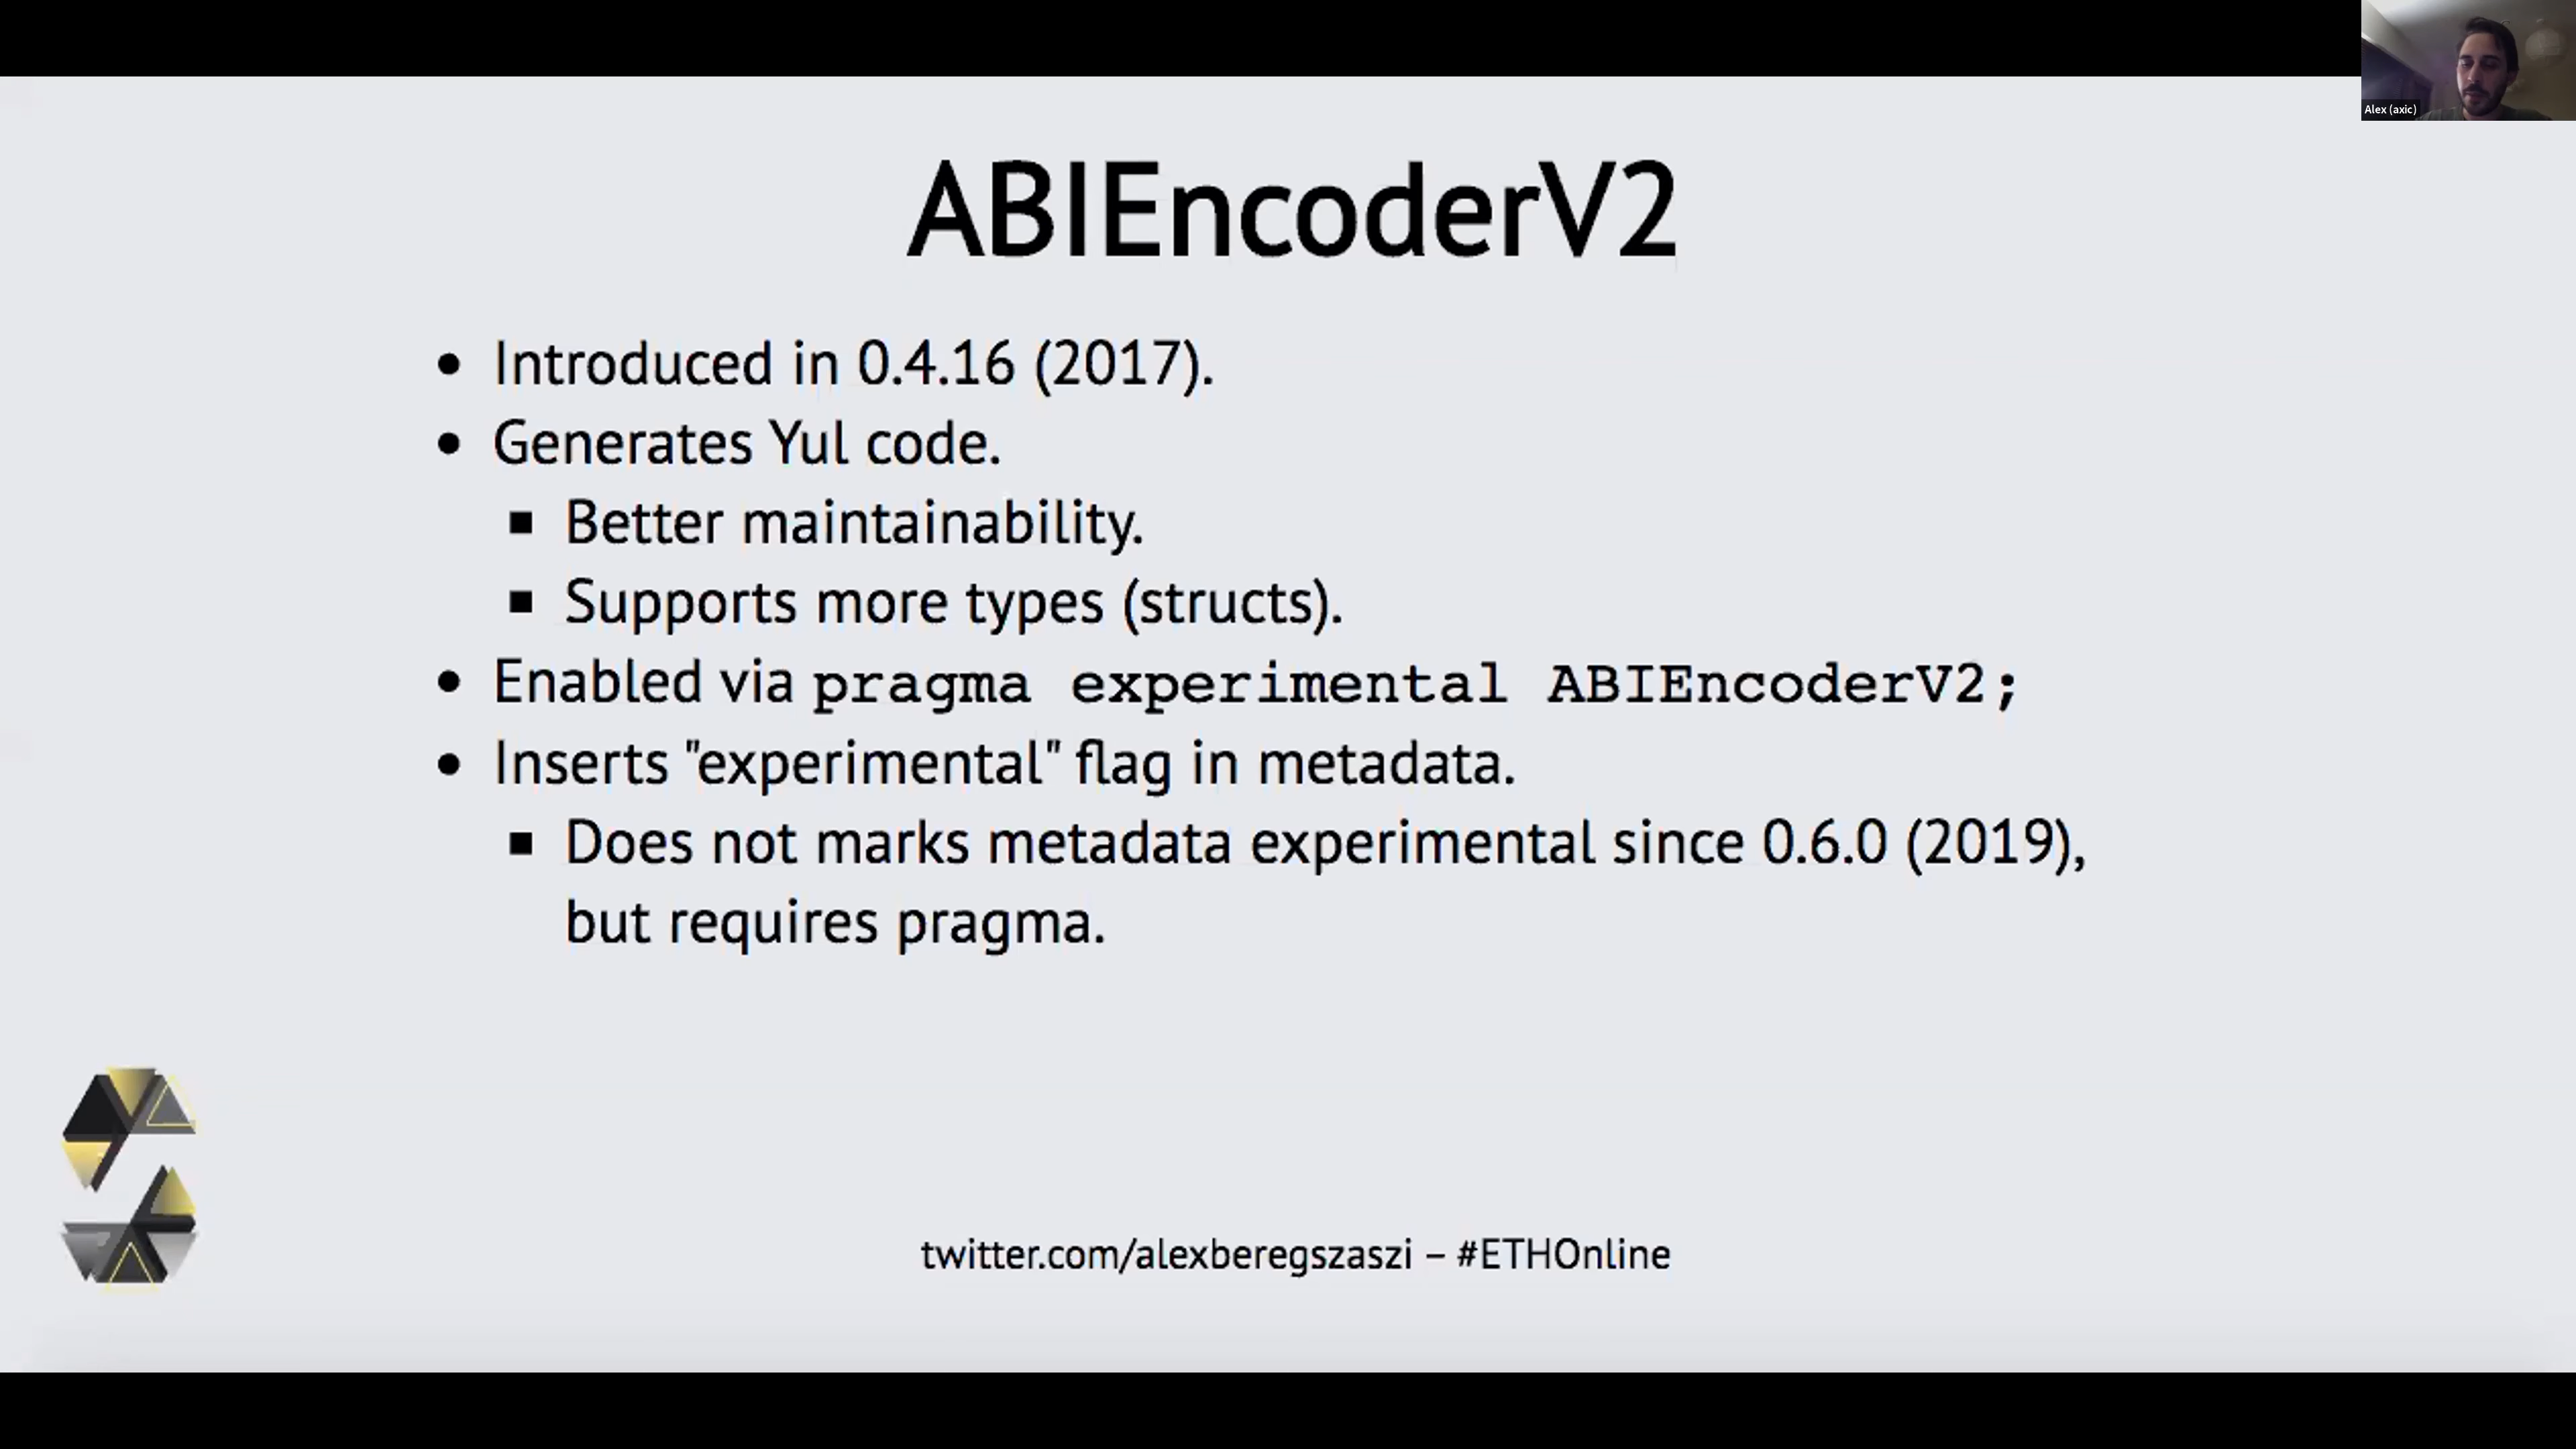 Alex (axic)
ABIEncoderV2
• Introduced in 0.4.16 (2017).
• Generates Yul code.
▪ Better maintainability.
▪ Supports more types (structs).
• Enabled via pragma experimental ABIEncoderV2;
• Inserts "experimental" flag in metadata.
▪ Does not marks metadata experimental since 0.6.0 (2019),
but requires pragma.
twitter.com/alexberegszaszi – #ETHOnline